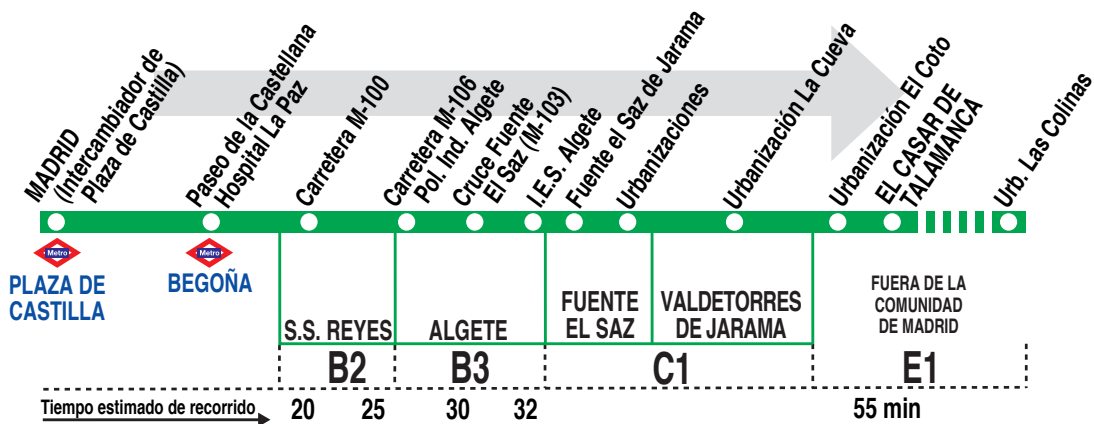 MADRID
(Intercambiador de
Plaza de Castilla)
Paseo de la Castellana
Hospital La Paz
Carretera M-100
Carretera M-106
Pol. Ind. Algete
Cruce Fuente
El Saz (M-103)
I.E.S. Algete
Fuente el Saz de Jarama
Urbanizaciones
Urbanización La Cueva
Urbanización El Coto
EL CASAR DE
TALAMANCA
Urb. Las Colinas
Metro
PLAZA DE
CASTILLA
Metro
BEGOÑA
S.S. REYES
ALGETE
FUENTE
EL SAZ
VALDETORRES
DE JARAMA
FUERA DE LA
COMUNIDAD
DE MADRID
B2 B3 C1 E1
Tiempo estimado de recorrido 20 25 30 32 55 min